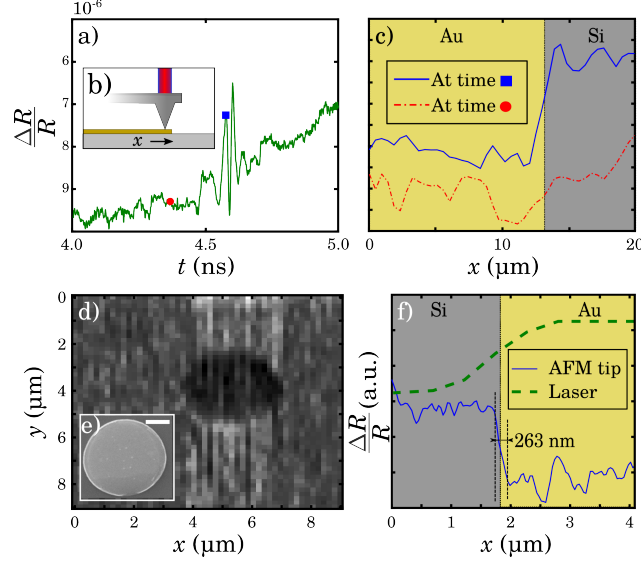 a)
b)
x
ΔR/R
10⁻⁶
6
7
8
9
4.0 4.5 5.0
t (ns)
c)
Au Si
At time
At time
0 10 20
x (μm)
d)
e)
y (μm)
0
2
4
6
8
0 2 4 6 8
x (μm)
f)
Si Au
AFM tip
Laser
263 nm
ΔR/R (a.u.)
0 1 2 3 4
x (μm)